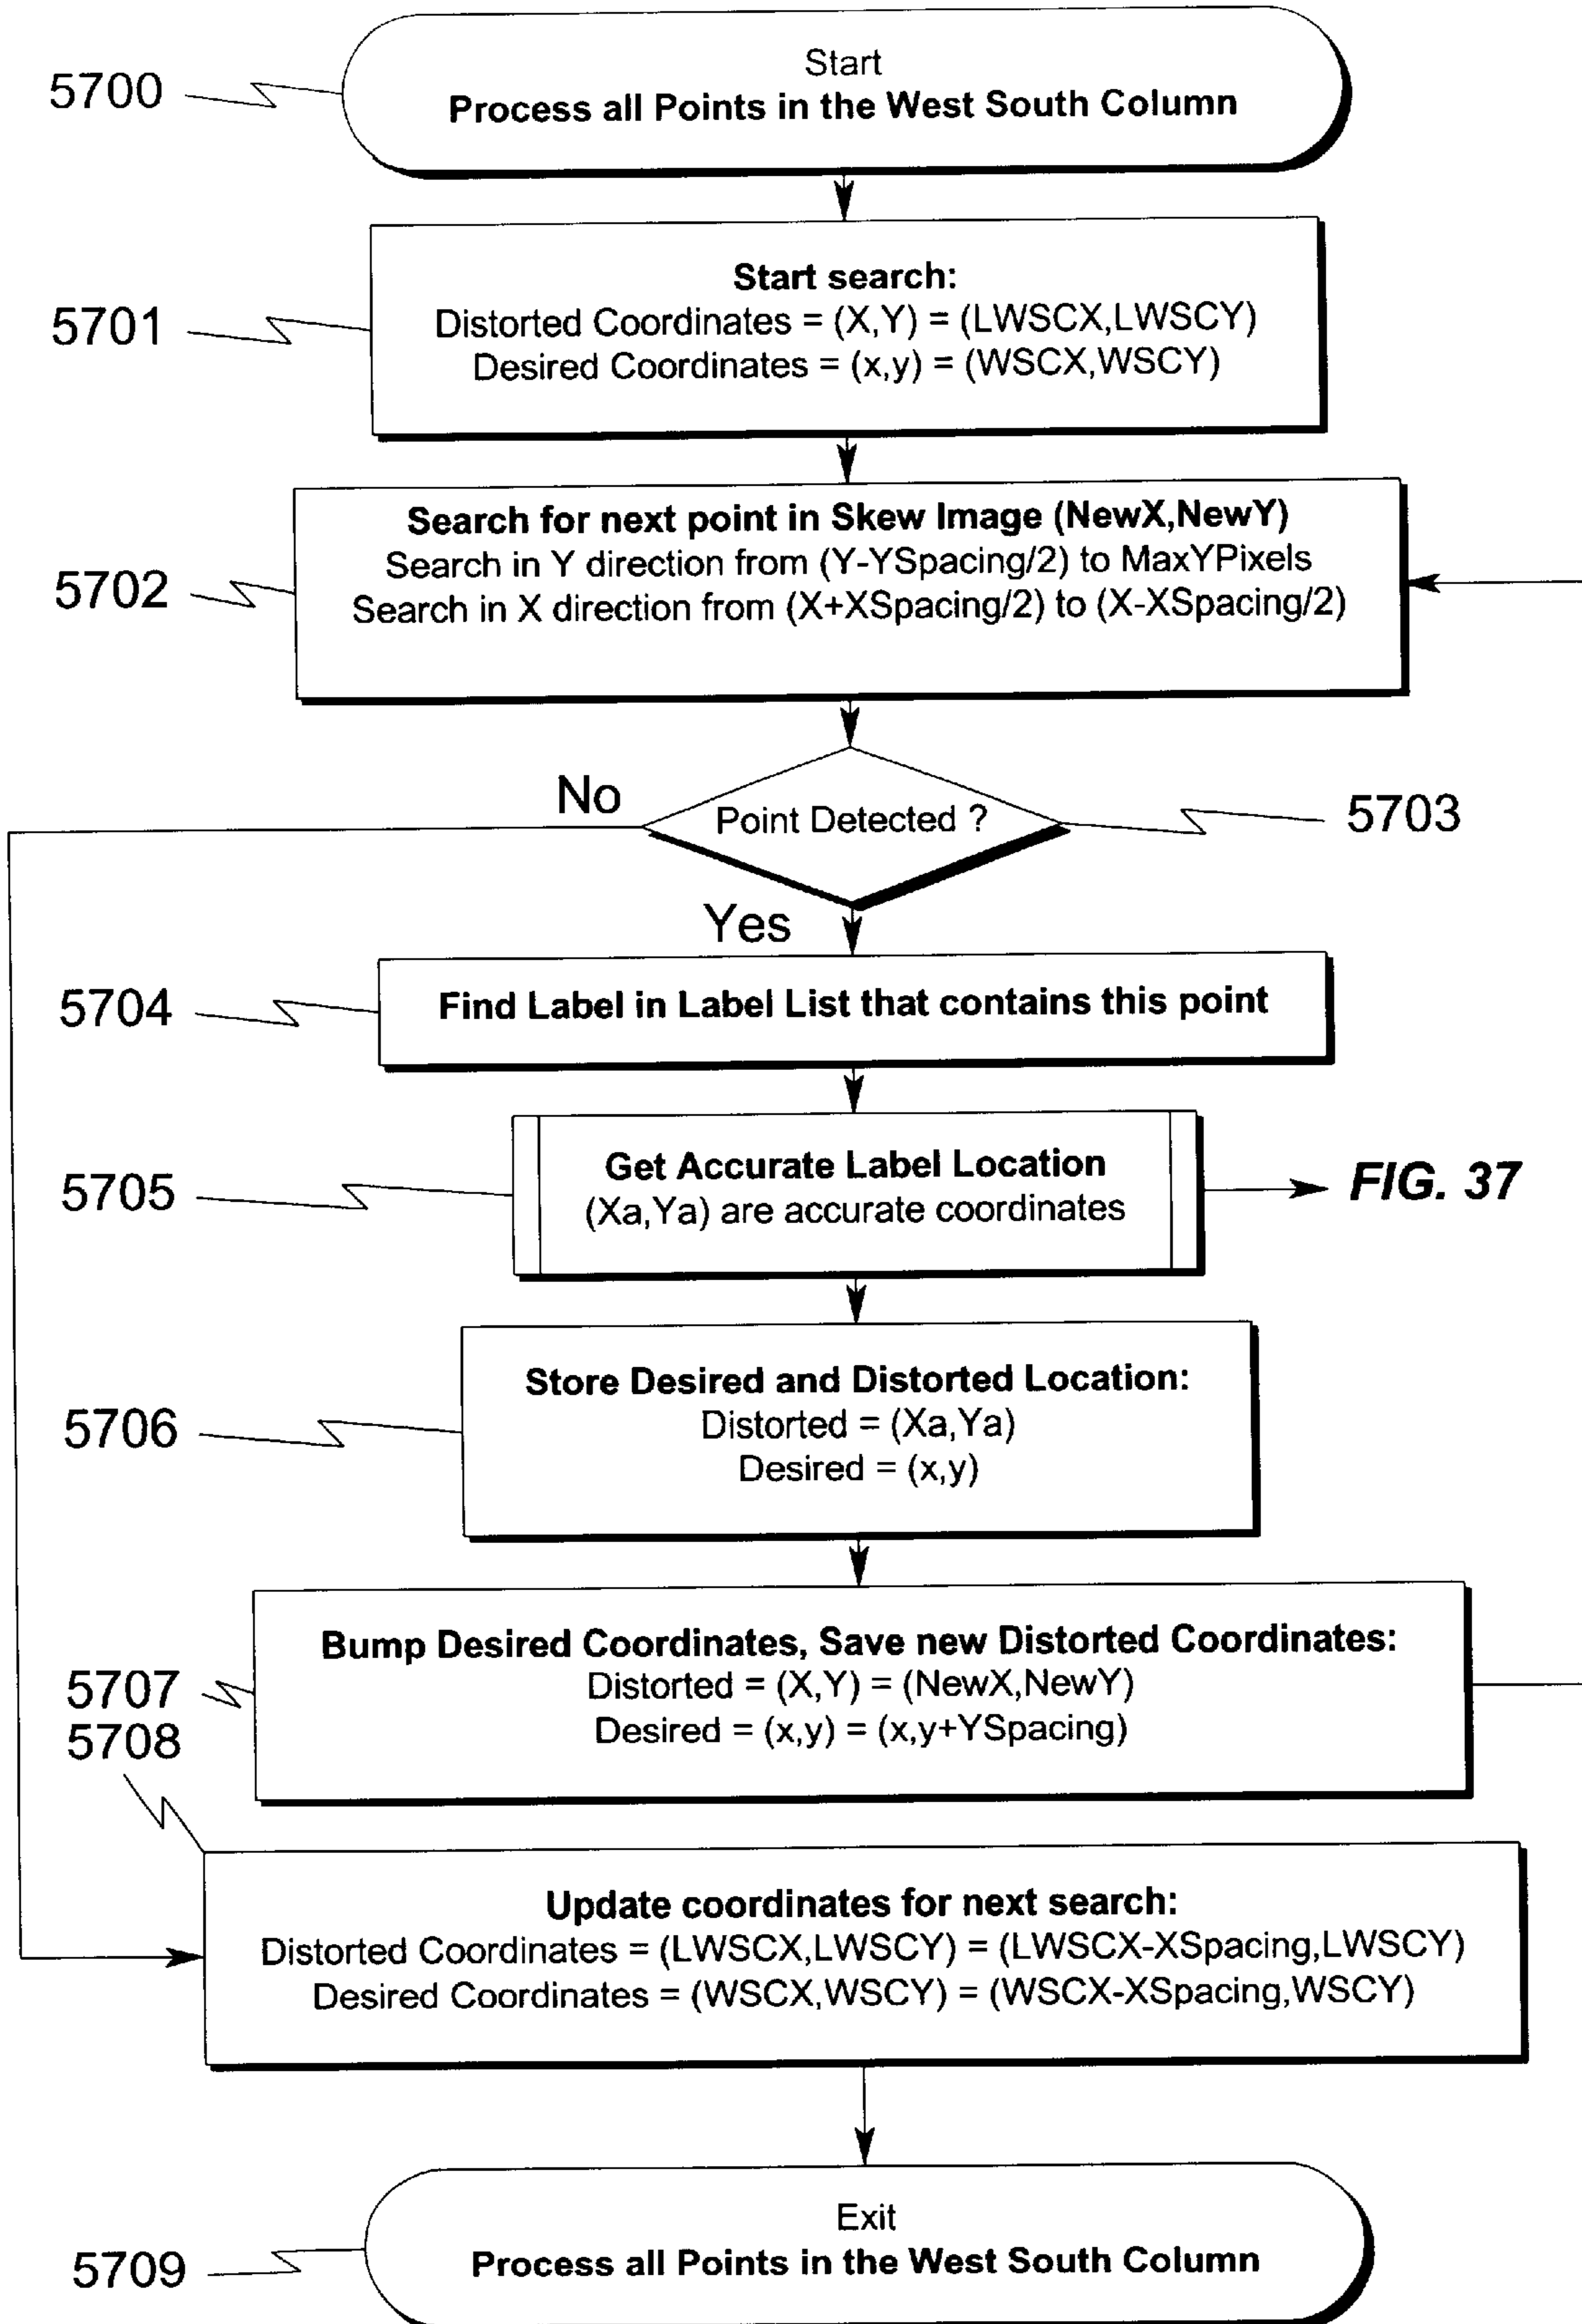 5700
Start
Process all Points in the West South Column
5701
Start search:
Distorted Coordinates = (X,Y) = (LWSCX,LWSCY)
Desired Coordinates = (x,y) = (WSCX,WSCY)
5702
Search for next point in Skew Image (NewX,NewY)
Search in Y direction from (Y-YSpacing/2) to MaxYPixels
Search in X direction from (X+XSpacing/2) to (X-XSpacing/2)
No
Point Detected ?
5703
Yes
5704
Find Label in Label List that contains this point
5705
Get Accurate Label Location
(Xa,Ya) are accurate coordinates
FIG. 37
5706
Store Desired and Distorted Location:
Distorted = (Xa,Ya)
Desired = (x,y)
5707
Bump Desired Coordinates, Save new Distorted Coordinates:
Distorted = (X,Y) = (NewX,NewY)
Desired = (x,y) = (x,y+YSpacing)
5708
Update coordinates for next search:
Distorted Coordinates = (LWSCX,LWSCY) = (LWSCX-XSpacing,LWSCY)
Desired Coordinates = (WSCX,WSCY) = (WSCX-XSpacing,WSCY)
5709
Exit
Process all Points in the West South Column